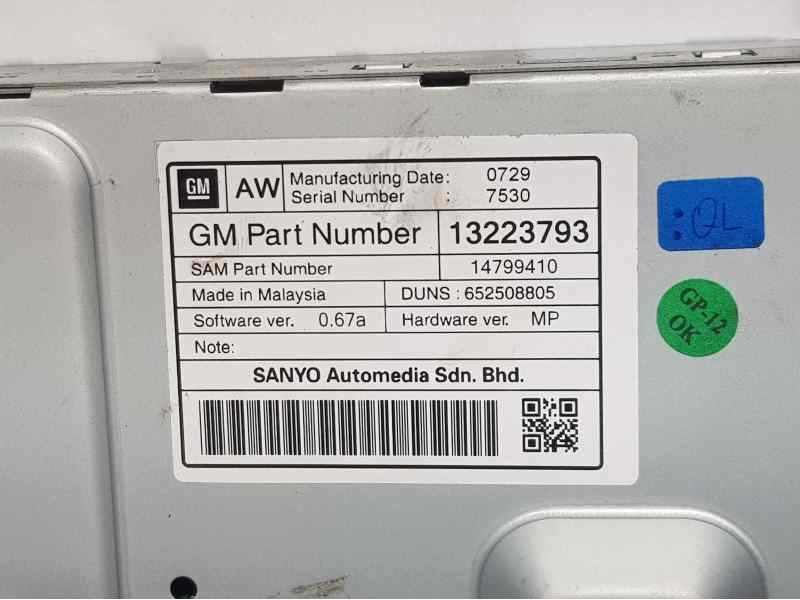 GM AW Manufacturing Date: 0729
Serial Number : 7530
GM Part Number 13223793
SAM Part Number 14799410
Made in Malaysia DUNS : 652508805
Software ver. 0.67a Hardware ver. MP
Note:
SANYO Automedia Sdn. Bhd.
:QL
GP-12
OK